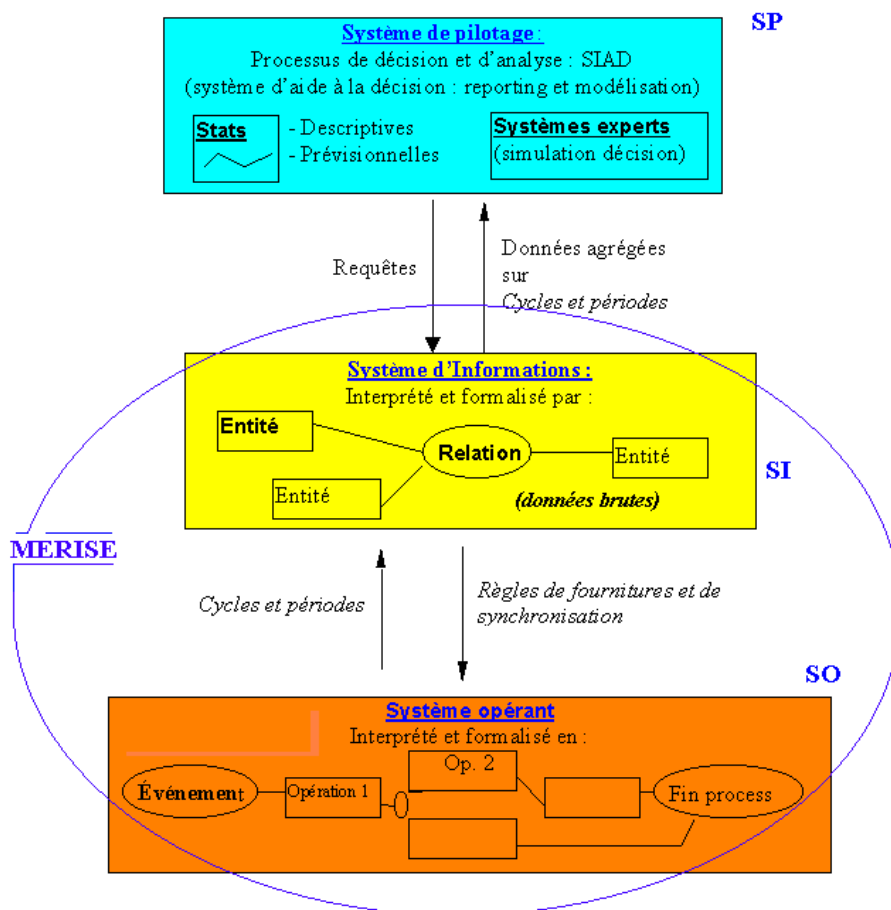 SP
Système de pilotage:
Processus de décision et d'analyse : SIAD
(système d'aide à la décision : reporting et modélisation)
Stats
- Descriptives
- Prévisionnelles
Systèmes experts
(simulation décision)
Requêtes
Données agrégées
sur
Cycles et périodes
Système d'Informations :
Interprété et formalisé par :
Entité
Relation
Entité
Entité
(données brutes)
SI
MERISE
Cycles et périodes
Règles de fournitures et de
synchronisation
SO
Système opérant
Interprété et formalisé en :
Événement
Opération 1
Op. 2
Fin process